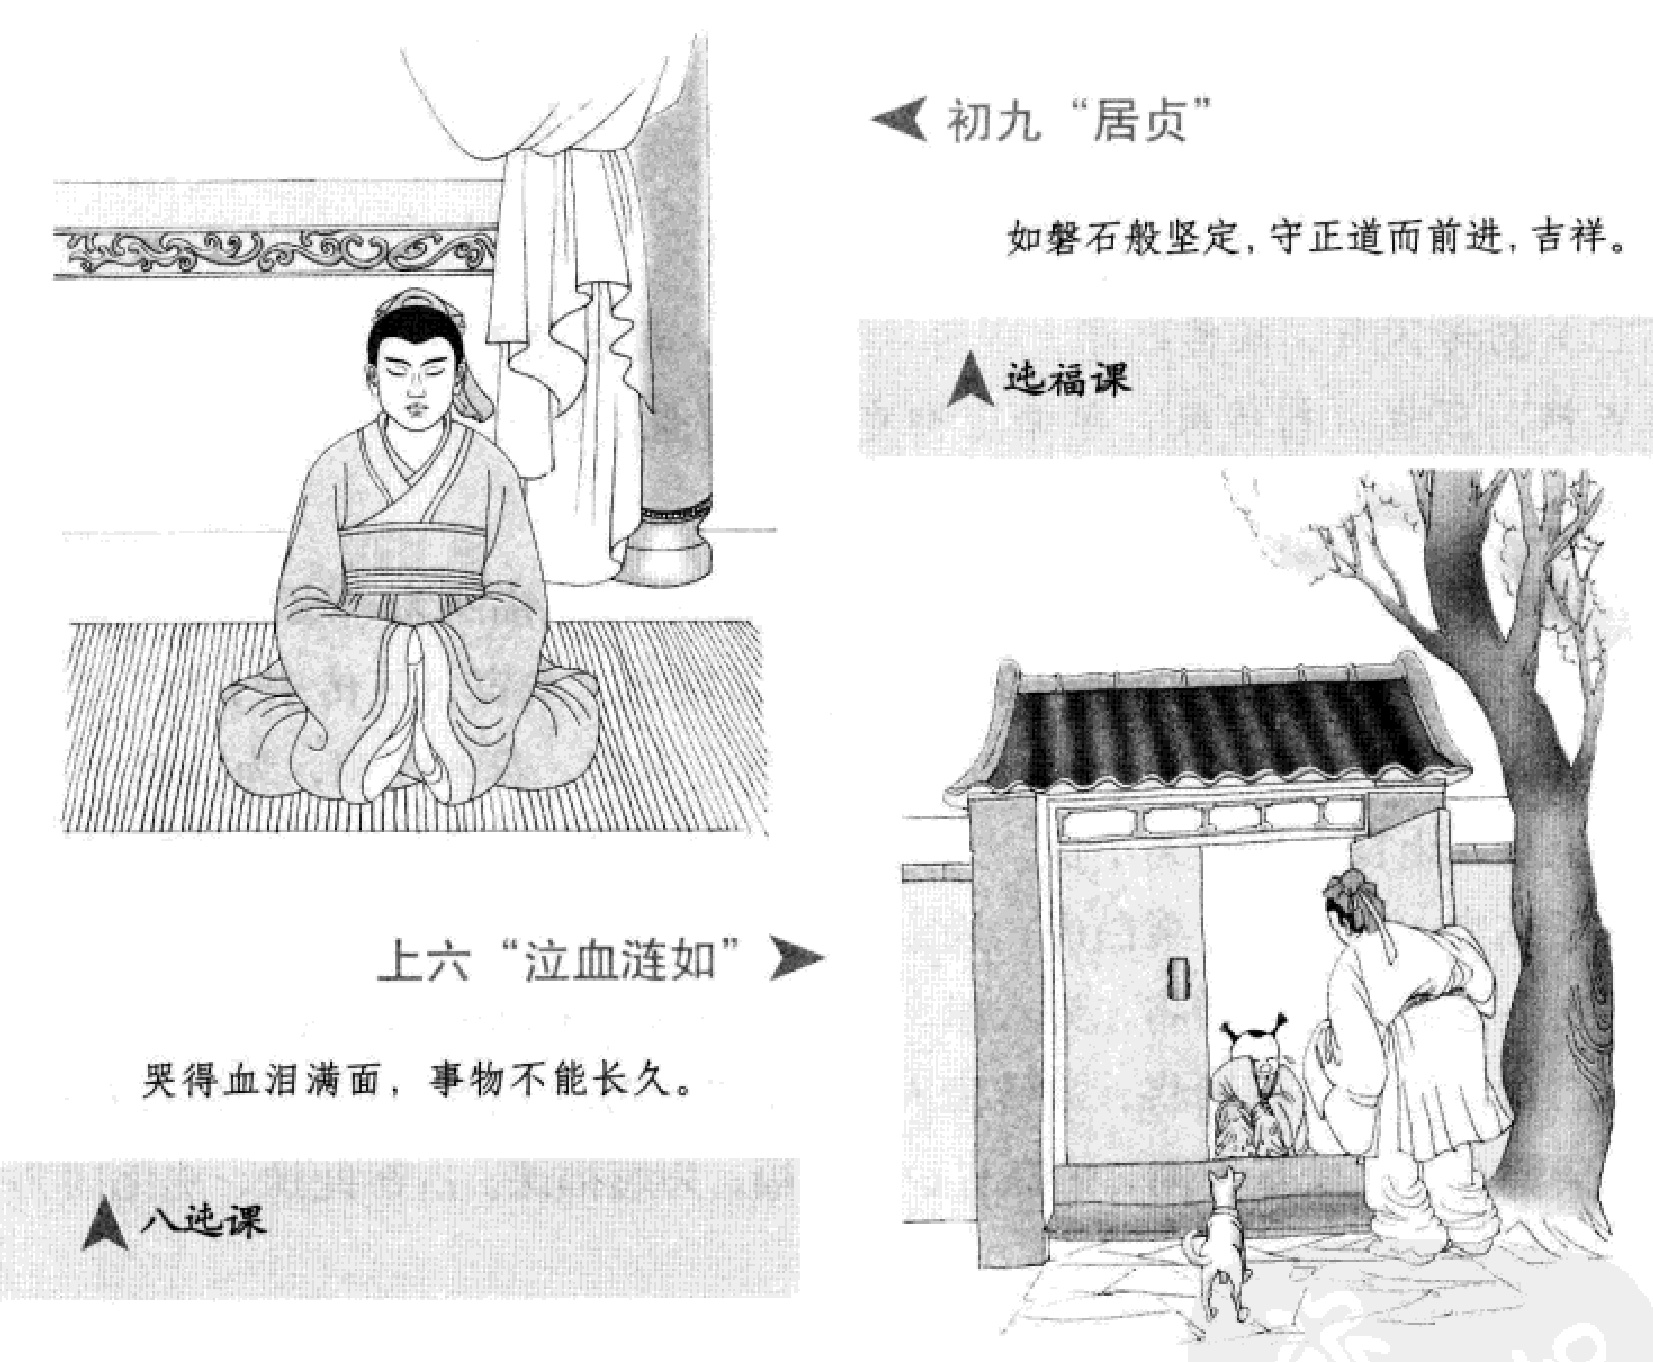 初九 “居贞”
如磐石般坚定，守正道而前进，吉祥。
迍福课
上六 “泣血涟如”
哭得血泪满面，事物不能长久。
八迍课